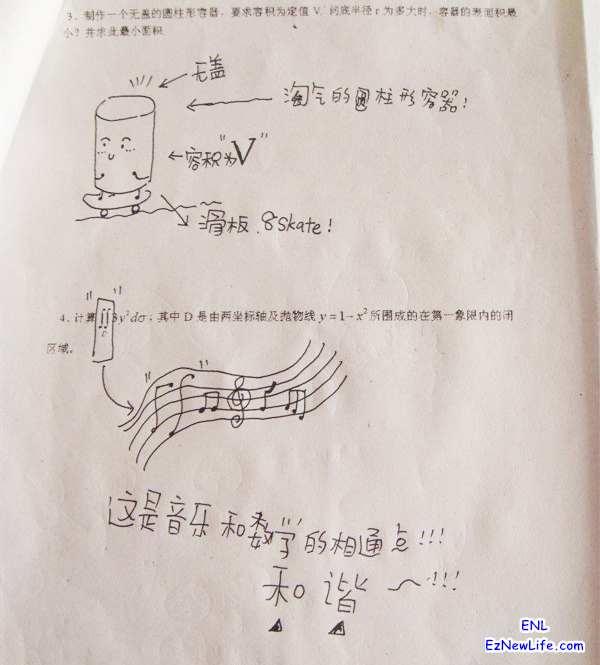 3、制作一个无盖的圆柱形容器，要求容积为定值 V. 问底半径 r 为多大时，容器的表面积最
小？并求此最小面积.
无盖
淘气的圆柱形容器!
容积为"V"
滑板.8Skate!
4、计算∬3y²dσ，其中 D 是由两坐标轴及抛物线 y=1-x² 所围成的在第一象限内的闭
D
区域。
这是音乐和数学的相通点!!!
和谐~!!!
ENL
EzNewLife.com